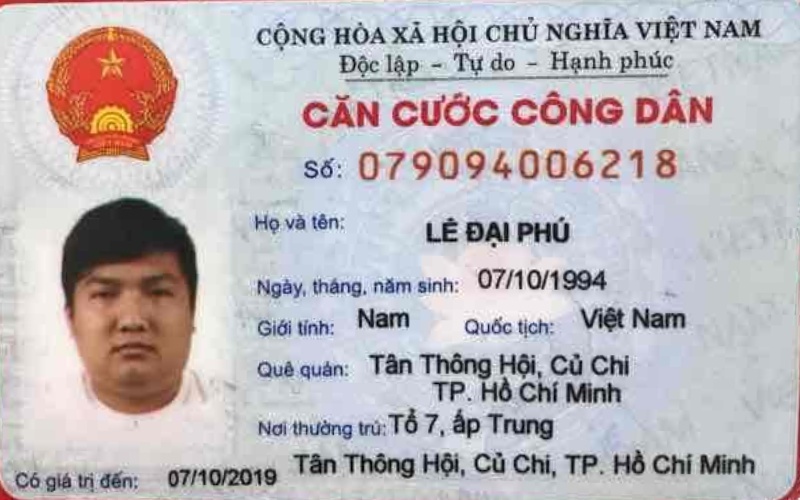 CỘNG HÒA XÃ HỘI CHỦ NGHĨA VIỆT NAM
Độc lập - Tự do - Hạnh phúc
CĂN CƯỚC CÔNG DÂN
Số: 079094006218
Họ và tên: LÊ ĐẠI PHÚ
Ngày, tháng, năm sinh: 07/10/1994
Giới tính: Nam Quốc tịch: Việt Nam
Quê quán: Tân Thông Hội, Củ Chi
TP. Hồ Chí Minh
Nơi thường trú: Tổ 7, ấp Trung
Tân Thông Hội, Củ Chi, TP. Hồ Chí Minh
Có giá trị đến: 07/10/2019